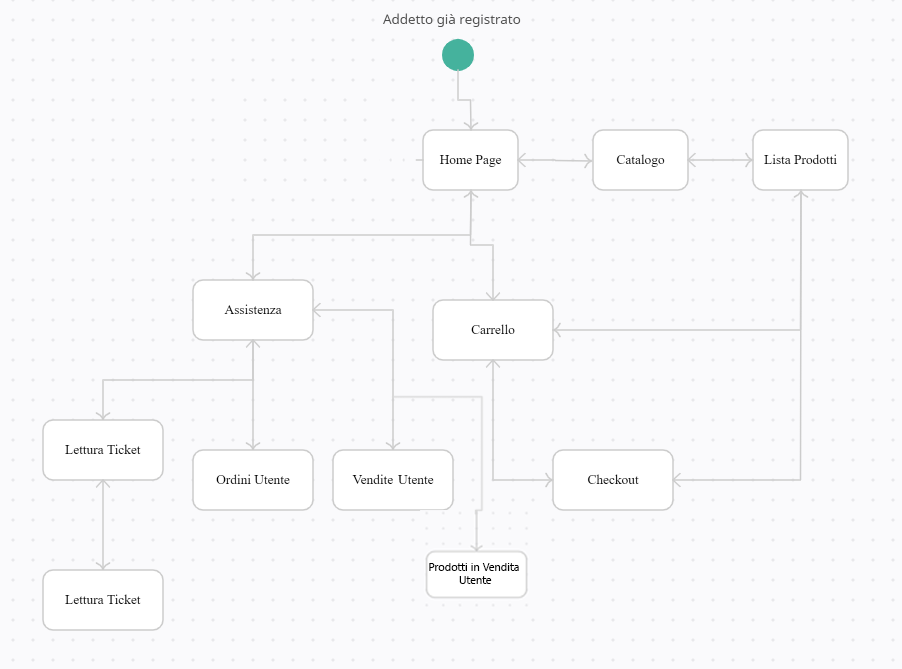 Addetto già registrato
Home Page
Catalogo
Lista Prodotti
Assistenza
Carrello
Lettura Ticket
Ordini Utente
Vendite Utente
Checkout
Prodotti in Vendita
Utente
Lettura Ticket